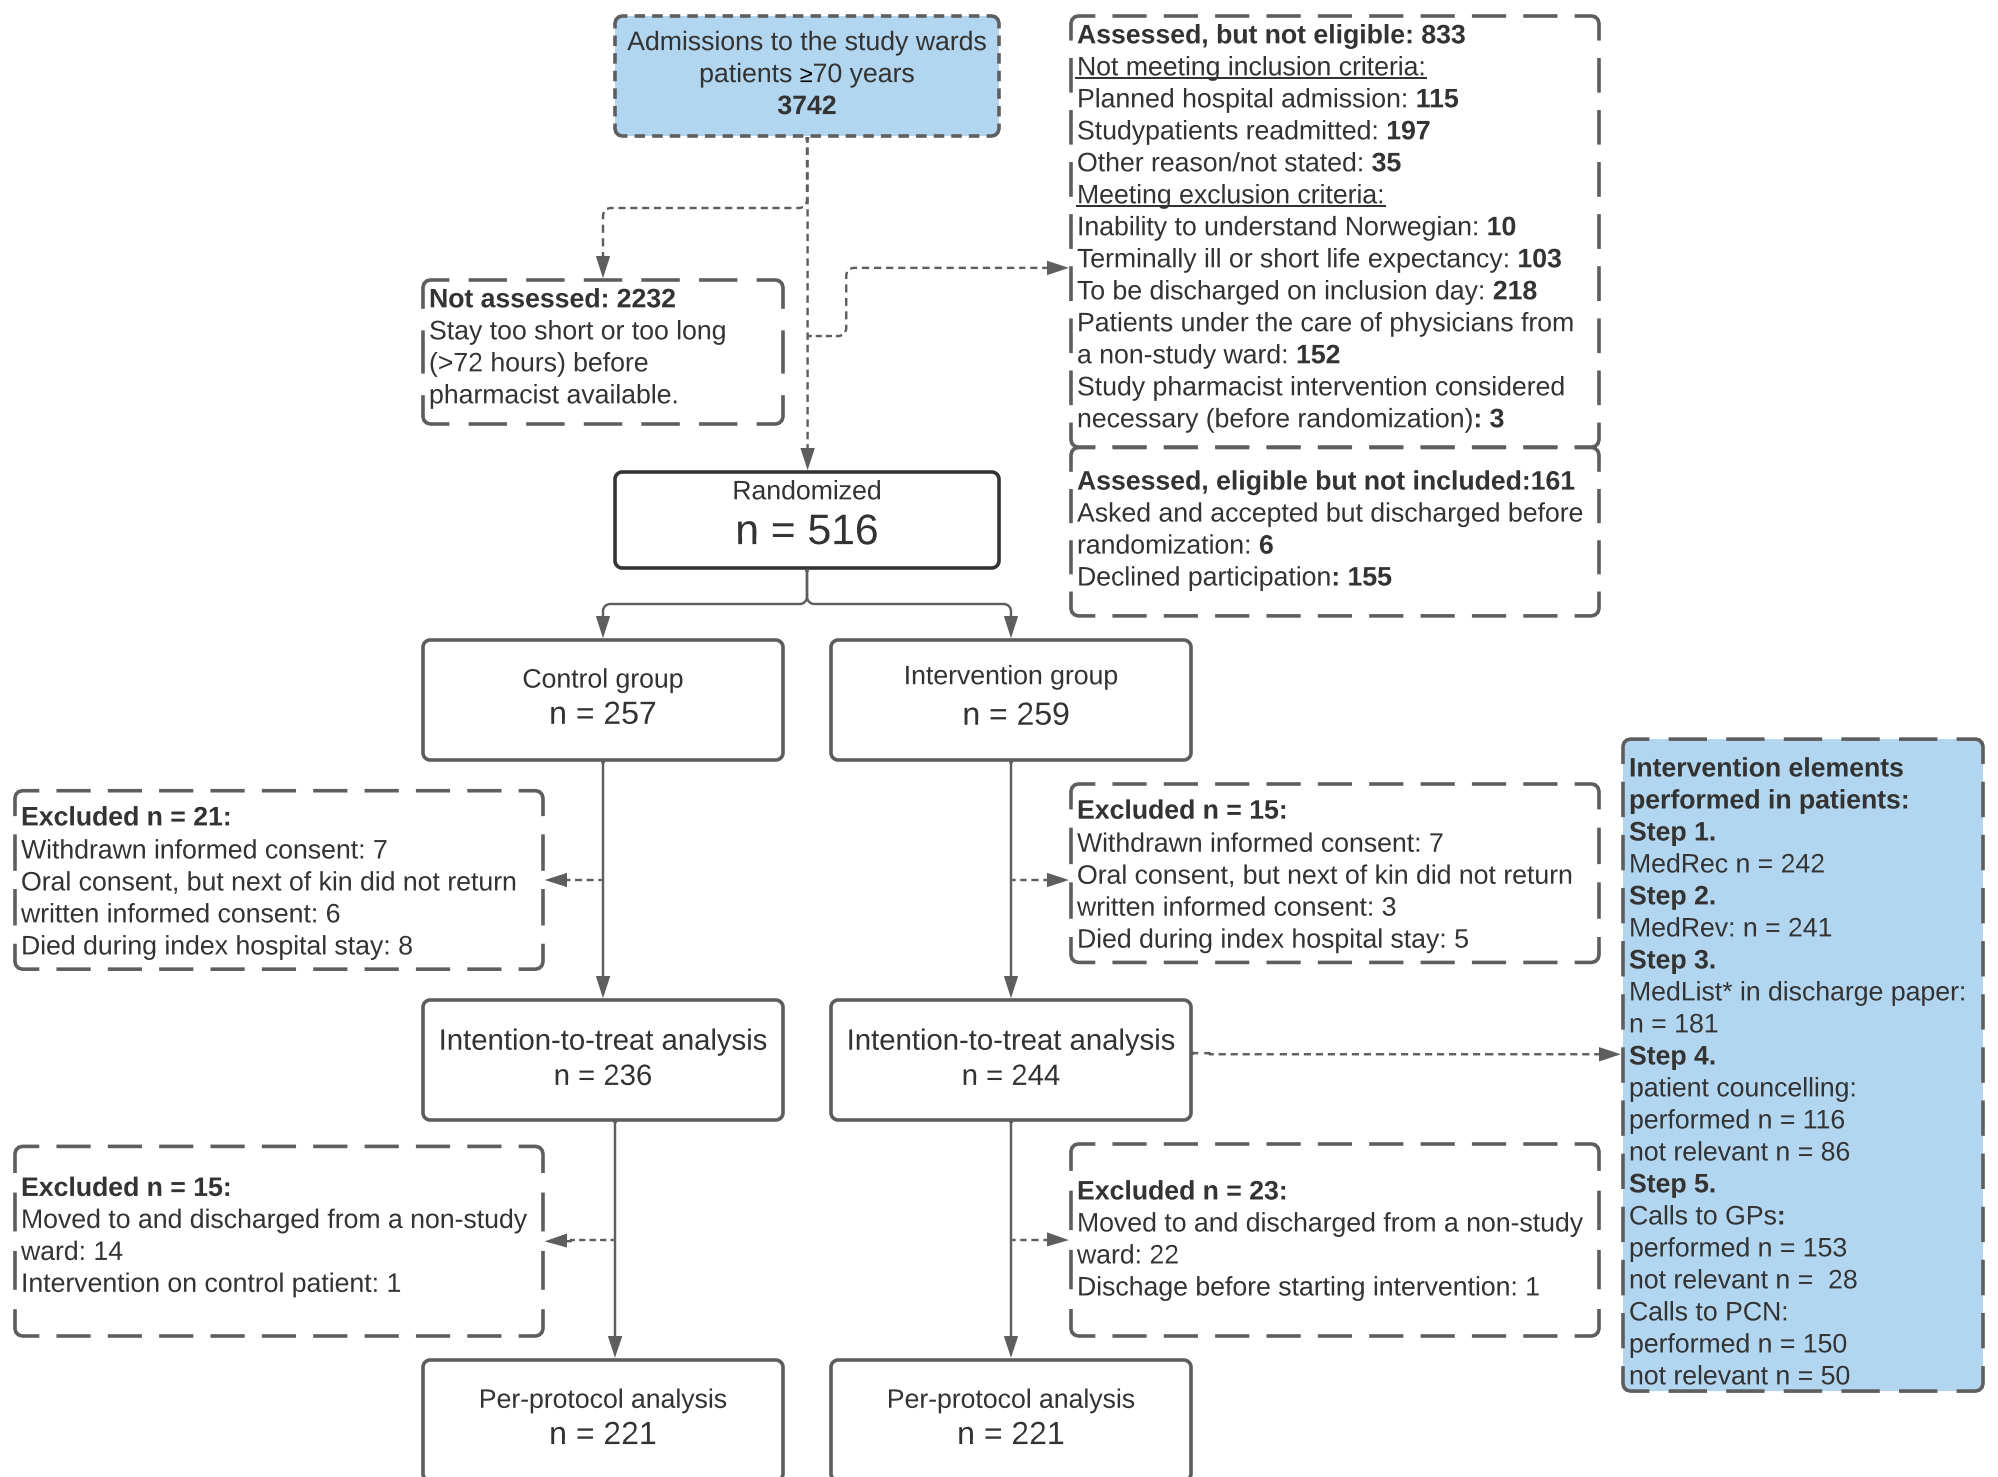 Admissions to the study wards
patients ≥70 years
3742
Assessed, but not eligible: 833
Not meeting inclusion criteria:
Planned hospital admission: 115
Studypatients readmitted: 197
Other reason/not stated: 35
Meeting exclusion criteria:
Inability to understand Norwegian: 10
Terminally ill or short life expectancy: 103
To be discharged on inclusion day: 218
Patients under the care of physicians from
a non-study ward: 152
Study pharmacist intervention considered
necessary (before randomization): 3
Not assessed: 2232
Stay too short or too long
(>72 hours) before
pharmacist available.
Assessed, eligible but not included:161
Asked and accepted but discharged before
randomization: 6
Declined participation: 155
Randomized
n = 516
Control group
n = 257
Intervention group
n = 259
Excluded n = 21:
Withdrawn informed consent: 7
Oral consent, but next of kin did not return
written informed consent: 6
Died during index hospital stay: 8
Excluded n = 15:
Withdrawn informed consent: 7
Oral consent, but next of kin did not return
written informed consent: 3
Died during index hospital stay: 5
Intention-to-treat analysis
n = 236
Intention-to-treat analysis
n = 244
Intervention elements
performed in patients:
Step 1.
MedRec n = 242
Step 2.
MedRev: n = 241
Step 3.
MedList* in discharge paper:
n = 181
Step 4.
patient councelling:
performed n = 116
not relevant n = 86
Step 5.
Calls to GPs:
performed n = 153
not relevant n =  28
Calls to PCN:
performed n = 150
not relevant n = 50
Excluded n = 15:
Moved to and discharged from a non-study
ward: 14
Intervention on control patient: 1
Excluded n = 23:
Moved to and discharged from a non-study
ward: 22
Dischage before starting intervention: 1
Per-protocol analysis
n = 221
Per-protocol analysis
n = 221